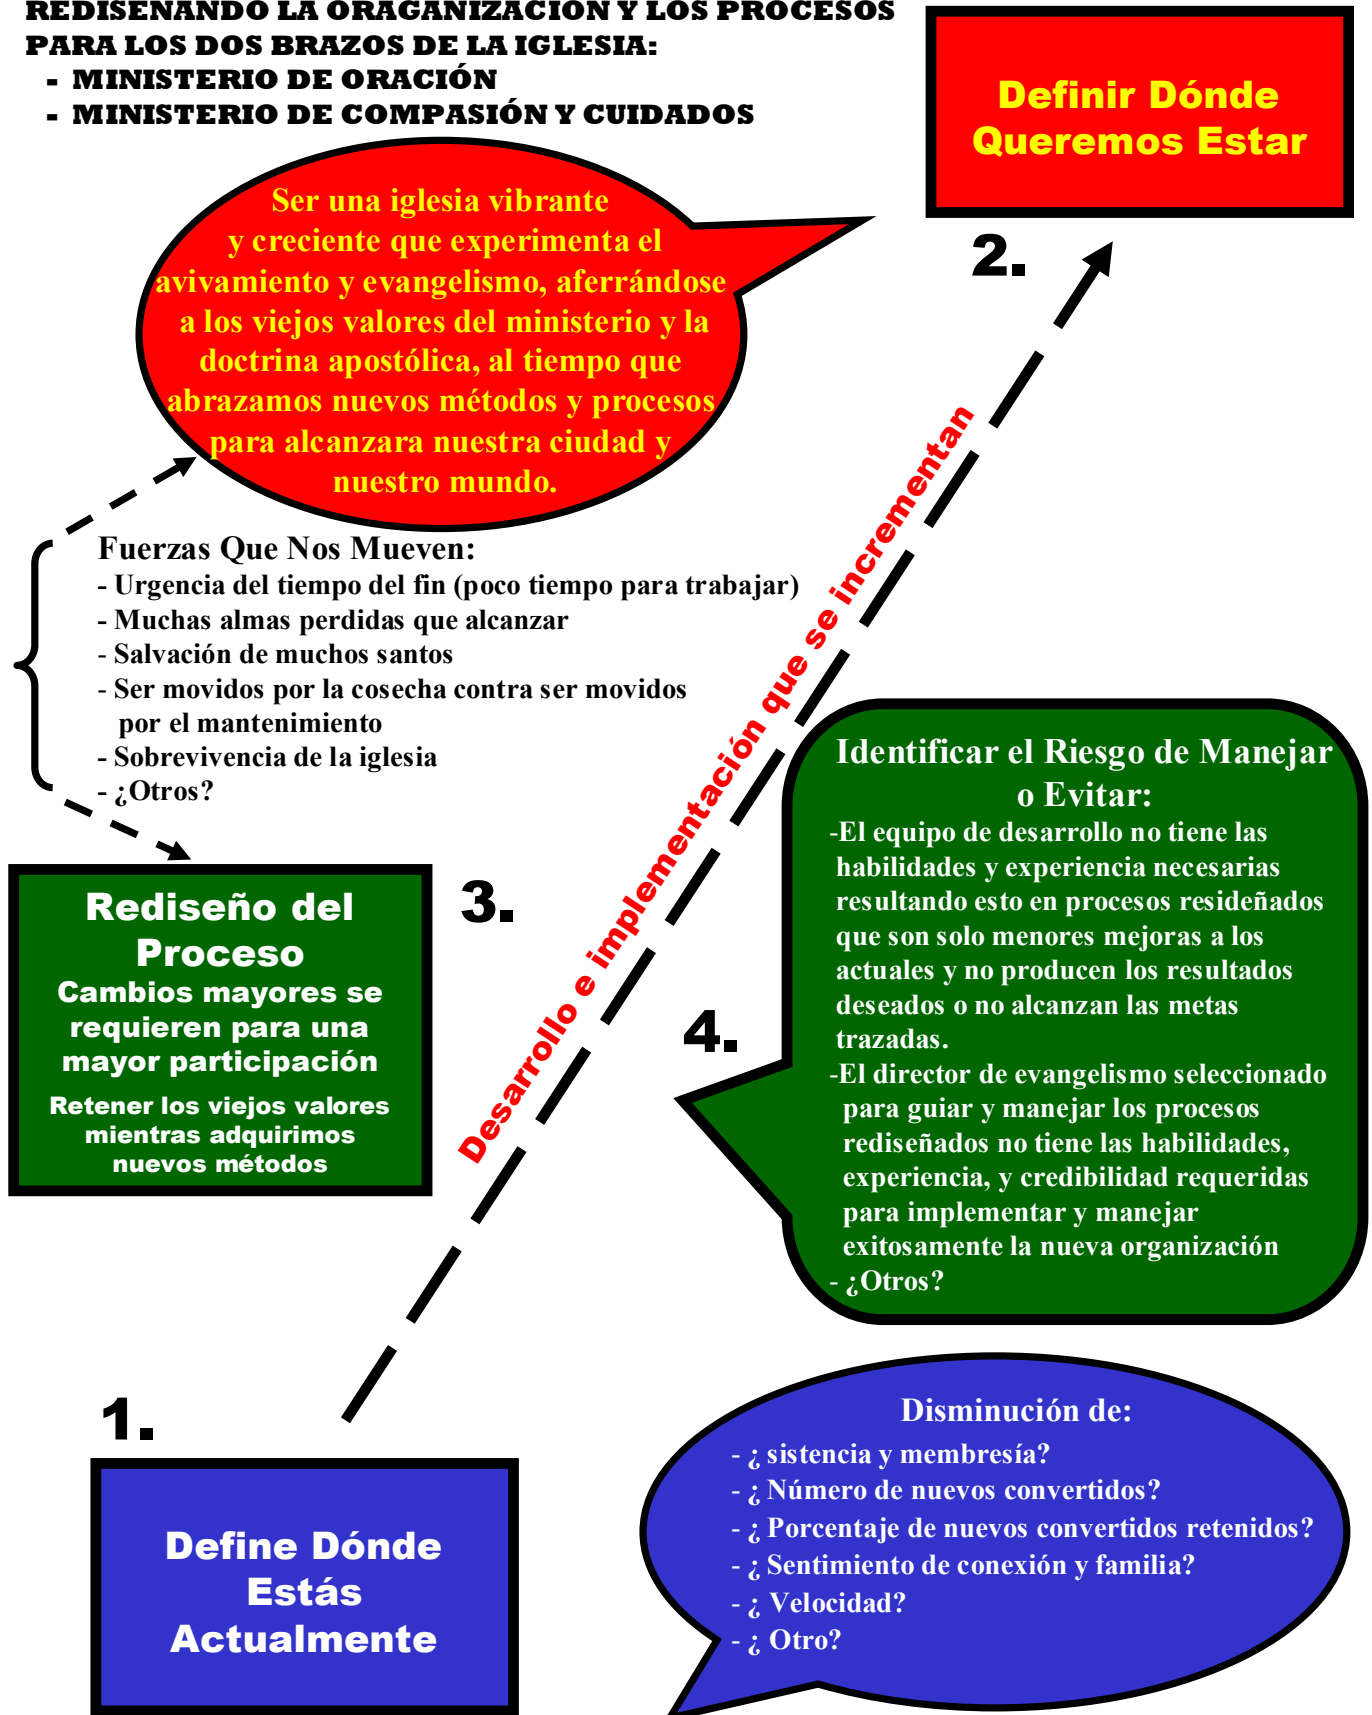 REDISEÑANDO LA ORAGANIZACIÓN Y LOS PROCESOS
PARA LOS DOS BRAZOS DE LA IGLESIA:
- MINISTERIO DE ORACIÓN
- MINISTERIO DE COMPASIÓN Y CUIDADOS
Definir Dónde
Queremos Estar
2.
Ser una iglesia vibrante
y creciente que experimenta el
avivamiento y evangelismo, aferrándose
a los viejos valores del ministerio y la
doctrina apostólica, al tiempo que
abrazamos nuevos métodos y procesos
para alcanzara nuestra ciudad y
nuestro mundo.
Fuerzas Que Nos Mueven:
- Urgencia del tiempo del fin (poco tiempo para trabajar)
- Muchas almas perdidas que alcanzar
- Salvación de muchos santos
- Ser movidos por la cosecha contra ser movidos
por el mantenimiento
- Sobrevivencia de la iglesia
- ¿Otros?
Desarrollo e implementación que se incrementan
3.
Rediseño del
Proceso
Cambios mayores se
requieren para una
mayor participación
Retener los viejos valores
mientras adquirimos
nuevos métodos
4.
Identificar el Riesgo de Manejar
o Evitar:
-El equipo de desarrollo no tiene las
habilidades y experiencia necesarias
resultando esto en procesos resideñados
que son solo menores mejoras a los
actuales y no producen los resultados
deseados o no alcanzan las metas
trazadas.
-El director de evangelismo seleccionado
para guiar y manejar los procesos
rediseñados no tiene las habilidades,
experiencia, y credibilidad requeridas
para implementar y manejar
exitosamente la nueva organización
- ¿Otros?
1.
Define Dónde
Estás
Actualmente
Disminución de:
- ¿ sistencia y membresía?
- ¿ Número de nuevos convertidos?
- ¿ Porcentaje de nuevos convertidos retenidos?
- ¿ Sentimiento de conexión y familia?
- ¿ Velocidad?
- ¿ Otro?